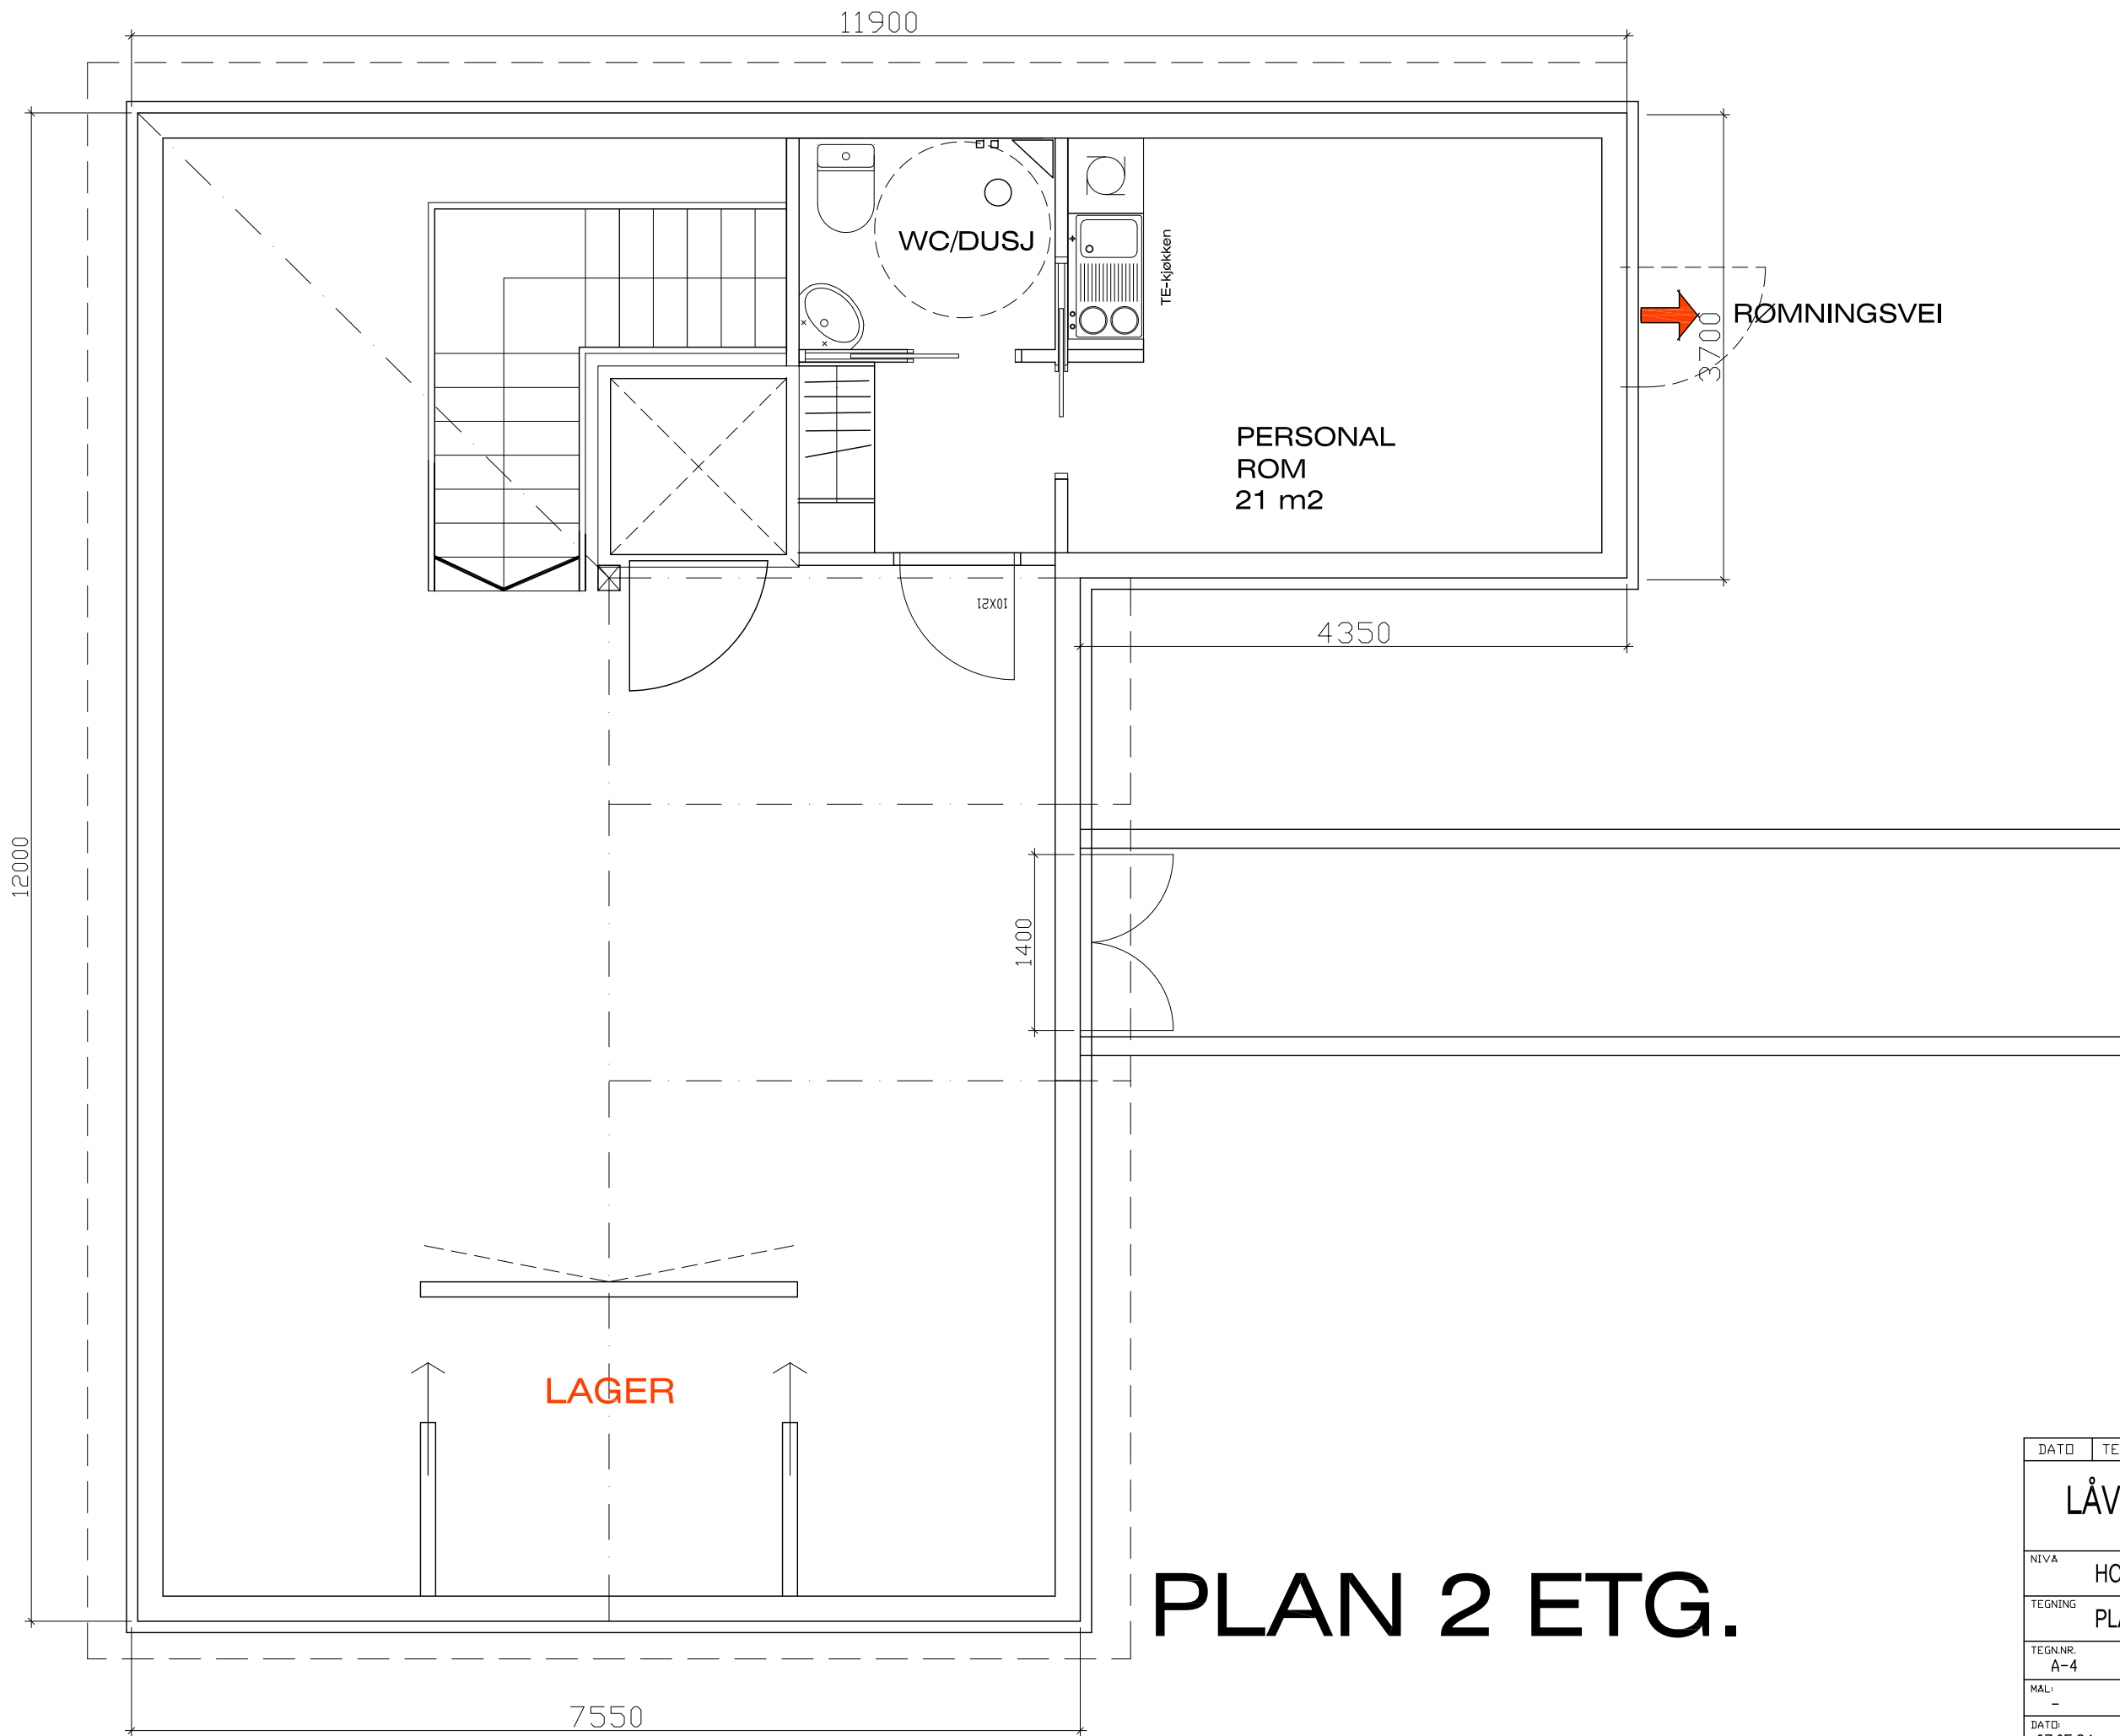 11900
WC/DUSJ
TE-kjøkken
RØMNINGSVEI
3700
PERSONAL
ROM
21 m2
10X21
4350
12000
1400
LAGER
PLAN 2 ETG.
7550
DATO
NIVÅ
TEGNING
TEGN.NR.
A-4
MÅL:
-
DATO: